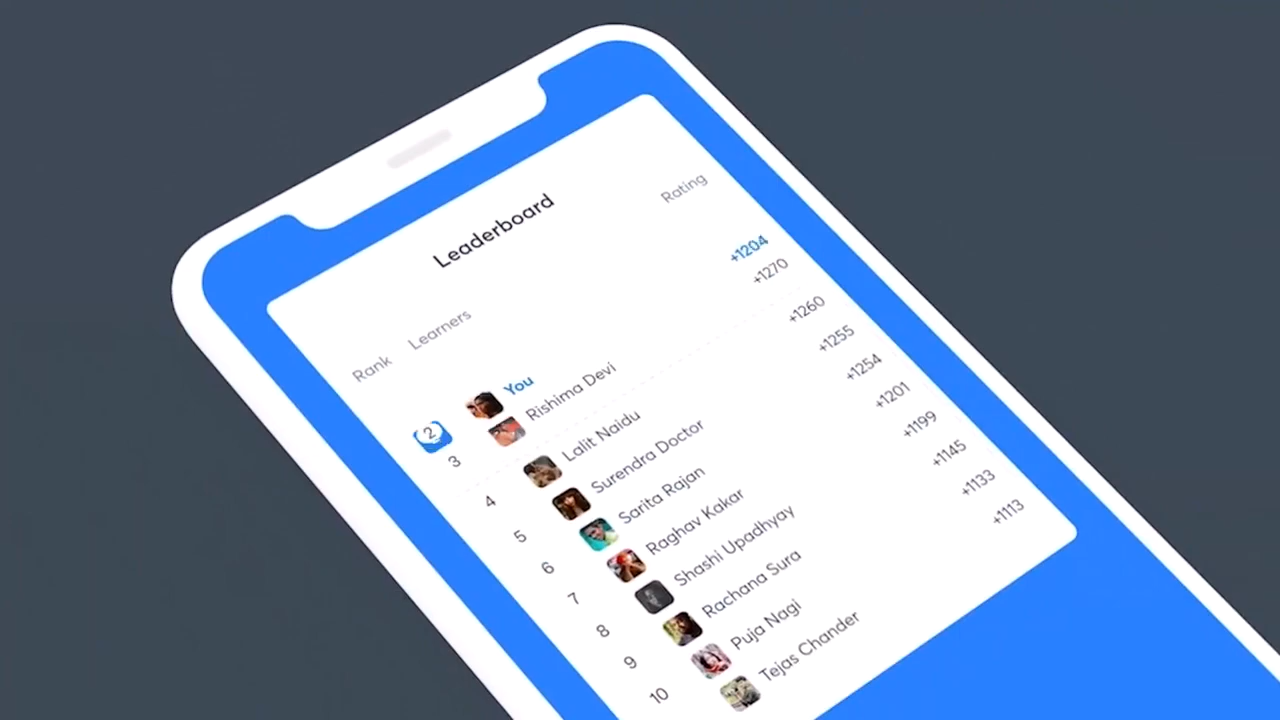 Leaderboard
Rank Learners Rating
2 You +1204
3 Rishima Devi +1270
4 Lalit Naidu +1260
5 Surendra Doctor +1255
6 Sarita Rajan +1254
7 Raghav Kakar +1201
8 Shashi Upadhyay +1199
9 Rachana Sura +1145
10 Puja Nagi +1133
Tejas Chander +1113